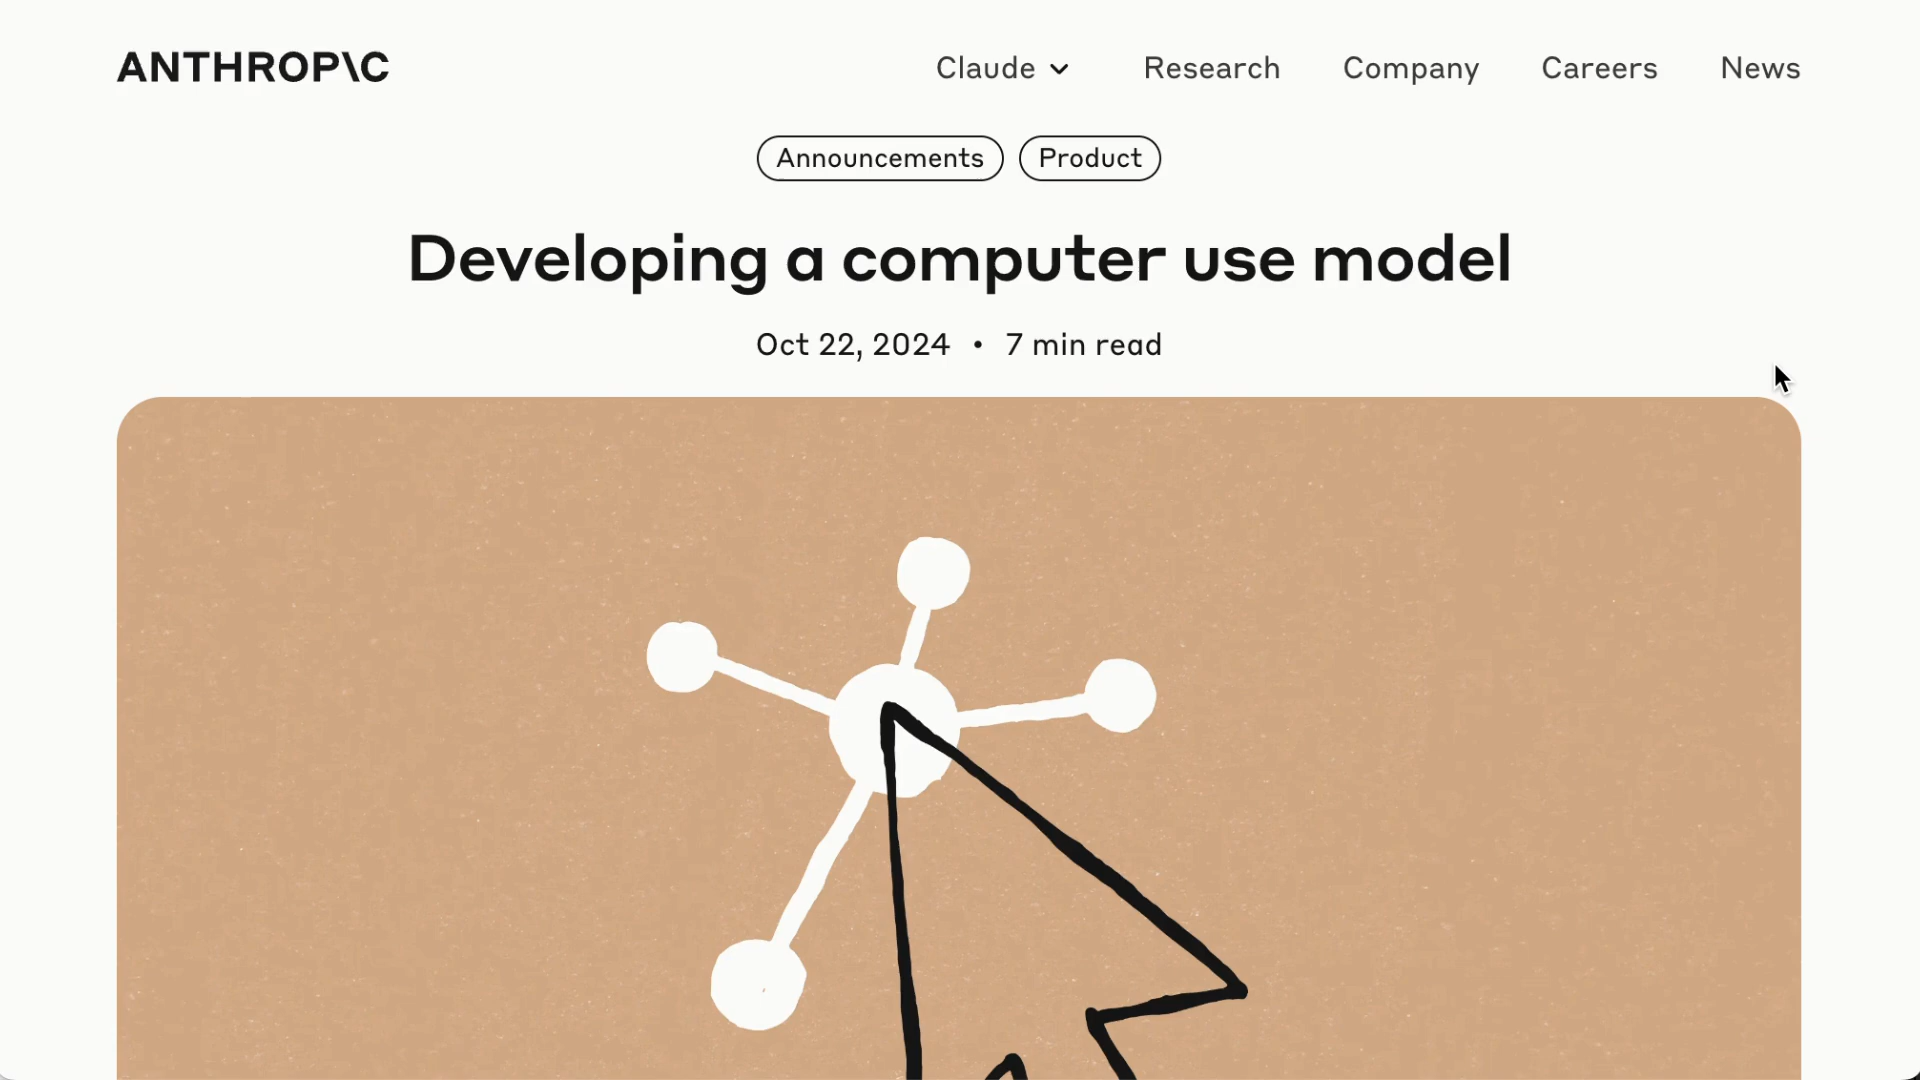 ANTHROP\C
Claude Research Company Careers News
Announcements Product
Developing a computer use model
Oct 22, 2024 • 7 min read